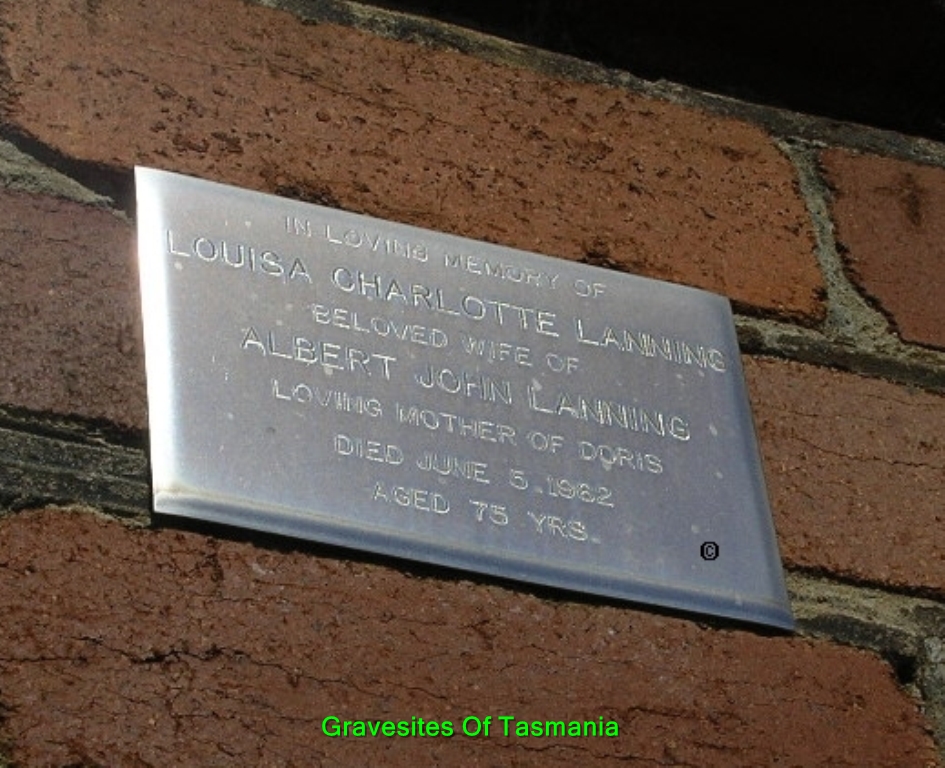 IN LOVING MEMORY OF
LOUISA CHARLOTTE LANNING
BELOVED WIFE OF
ALBERT JOHN LANNING
LOVING MOTHER OF DORIS
DIED JUNE 5.1962
AGED 75 YRS.
©
Gravesites Of Tasmania